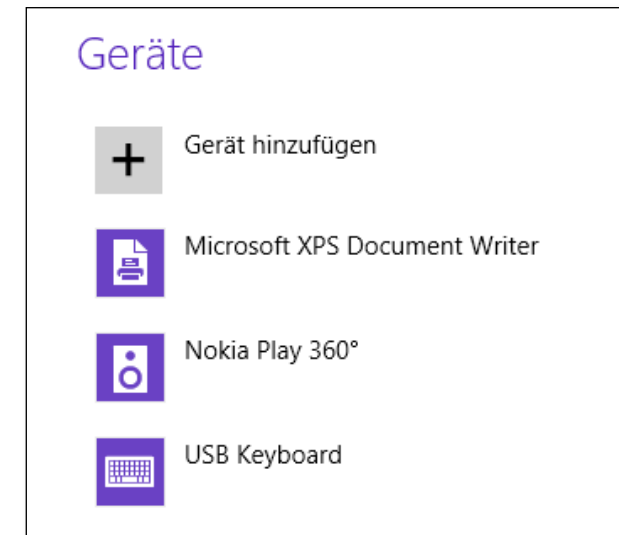 Geräte
Gerät hinzufügen
Microsoft XPS Document Writer
Nokia Play 360°
USB Keyboard